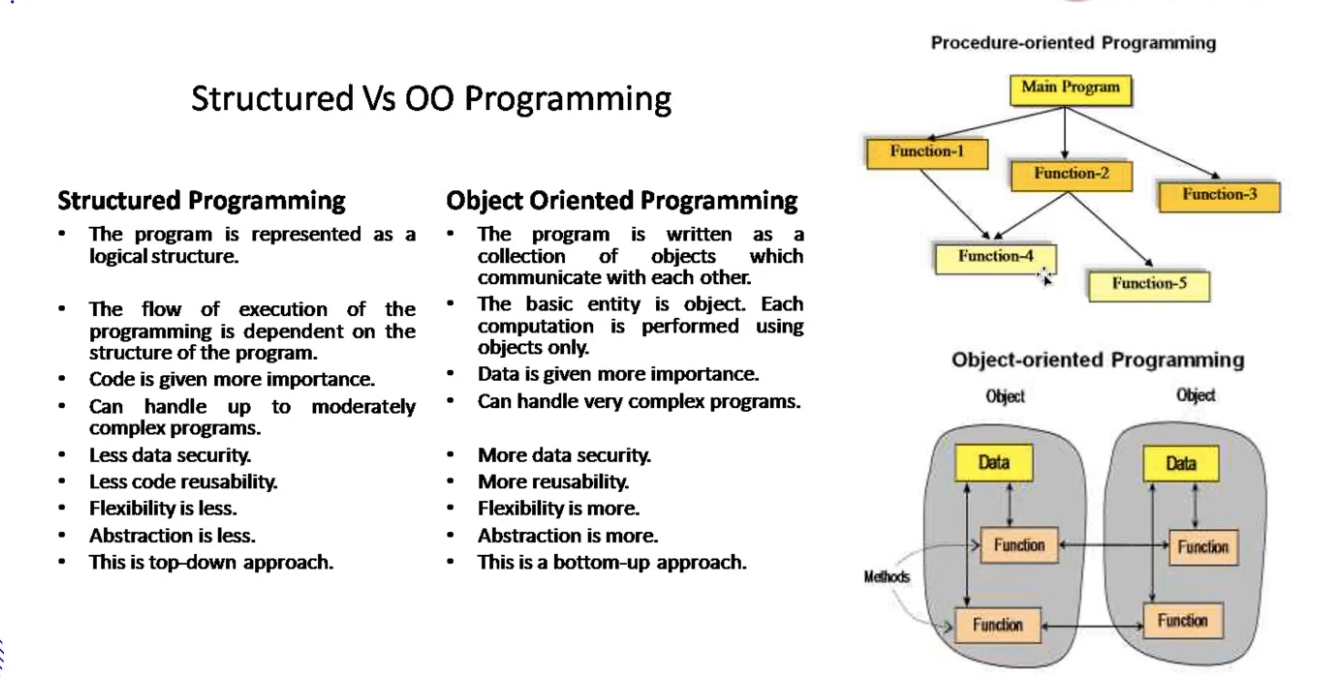 Structured Vs OO Programming
Structured Programming
• The program is represented as a
logical structure.
• The flow of execution of the
programming is dependent on the
structure of the program.
• Code is given more importance.
• Can handle up to moderately
complex programs.
• Less data security.
• Less code reusability.
• Flexibility is less.
• Abstraction is less.
• This is top-down approach.
Object Oriented Programming
• The program is written as a
collection of objects which
communicate with each other.
• The basic entity is object. Each
computation is performed using
objects only.
• Data is given more importance.
• Can handle very complex programs.
• More data security.
• More reusability.
• Flexibility is more.
• Abstraction is more.
• This is a bottom-up approach.
Procedure-oriented Programming
Main Program
Function-1
Function-2
Function-3
Function-4
Function-5
Object-oriented Programming
Object
Object
Data
Data
Function
Function
Methods
Function
Function